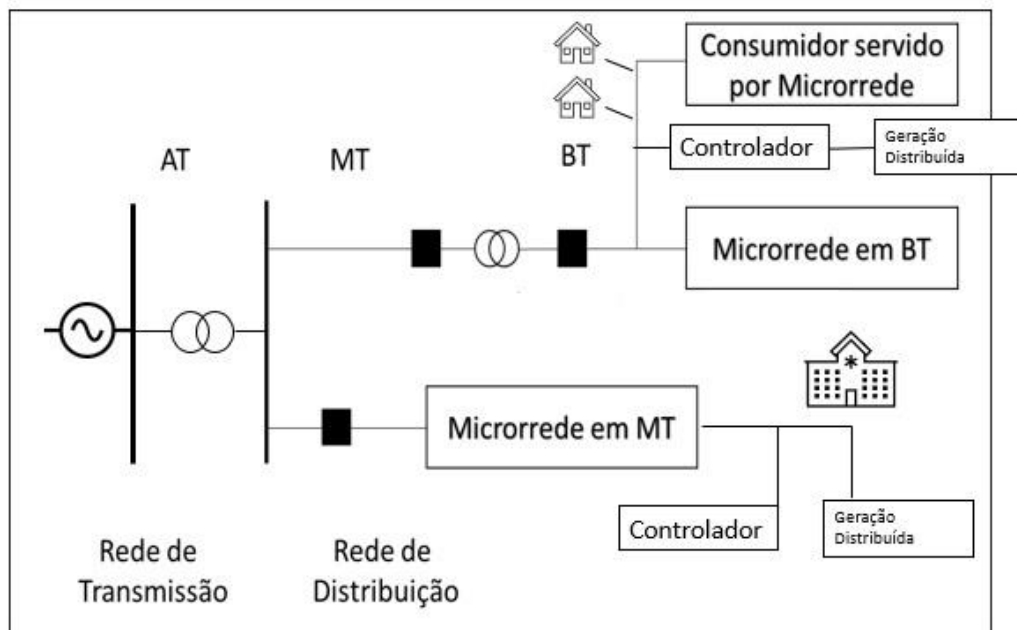 Consumidor servido
por Microrrede
AT
MT
BT
Controlador
Geração
Distribuída
Microrrede em BT
Microrrede em MT
Controlador
Geração
Distribuída
Rede de
Transmissão
Rede de
Distribuição